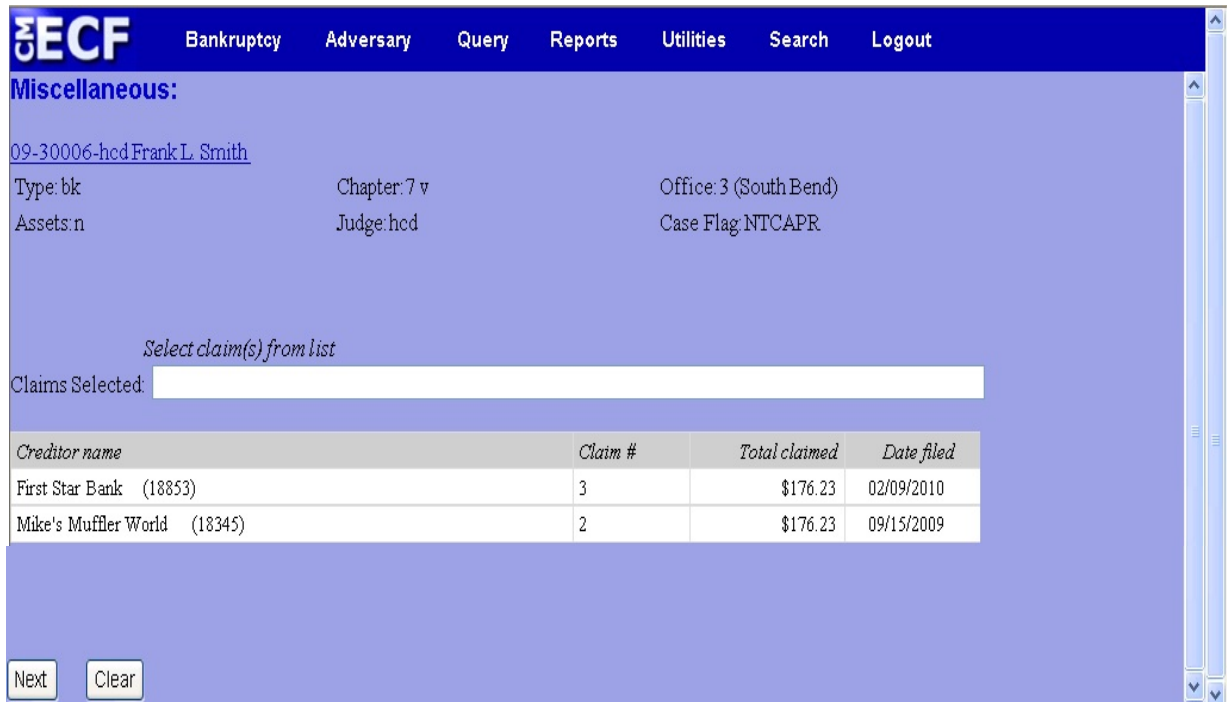 CM ECF Bankruptcy Adversary Query Reports Utilities Search Logout
Miscellaneous:
09-30006-hcd Frank L. Smith
Type: bk Chapter: 7 v Office: 3 (South Bend)
Assets: n Judge: hcd Case Flag: NTCAPR
Select claim(s) from list
Claims Selected:
Creditor name Claim # Total claimed Date filed
First Star Bank (18853) 3 $176.23 02/09/2010
Mike's Muffler World (18345) 2 $176.23 09/15/2009
Next Clear